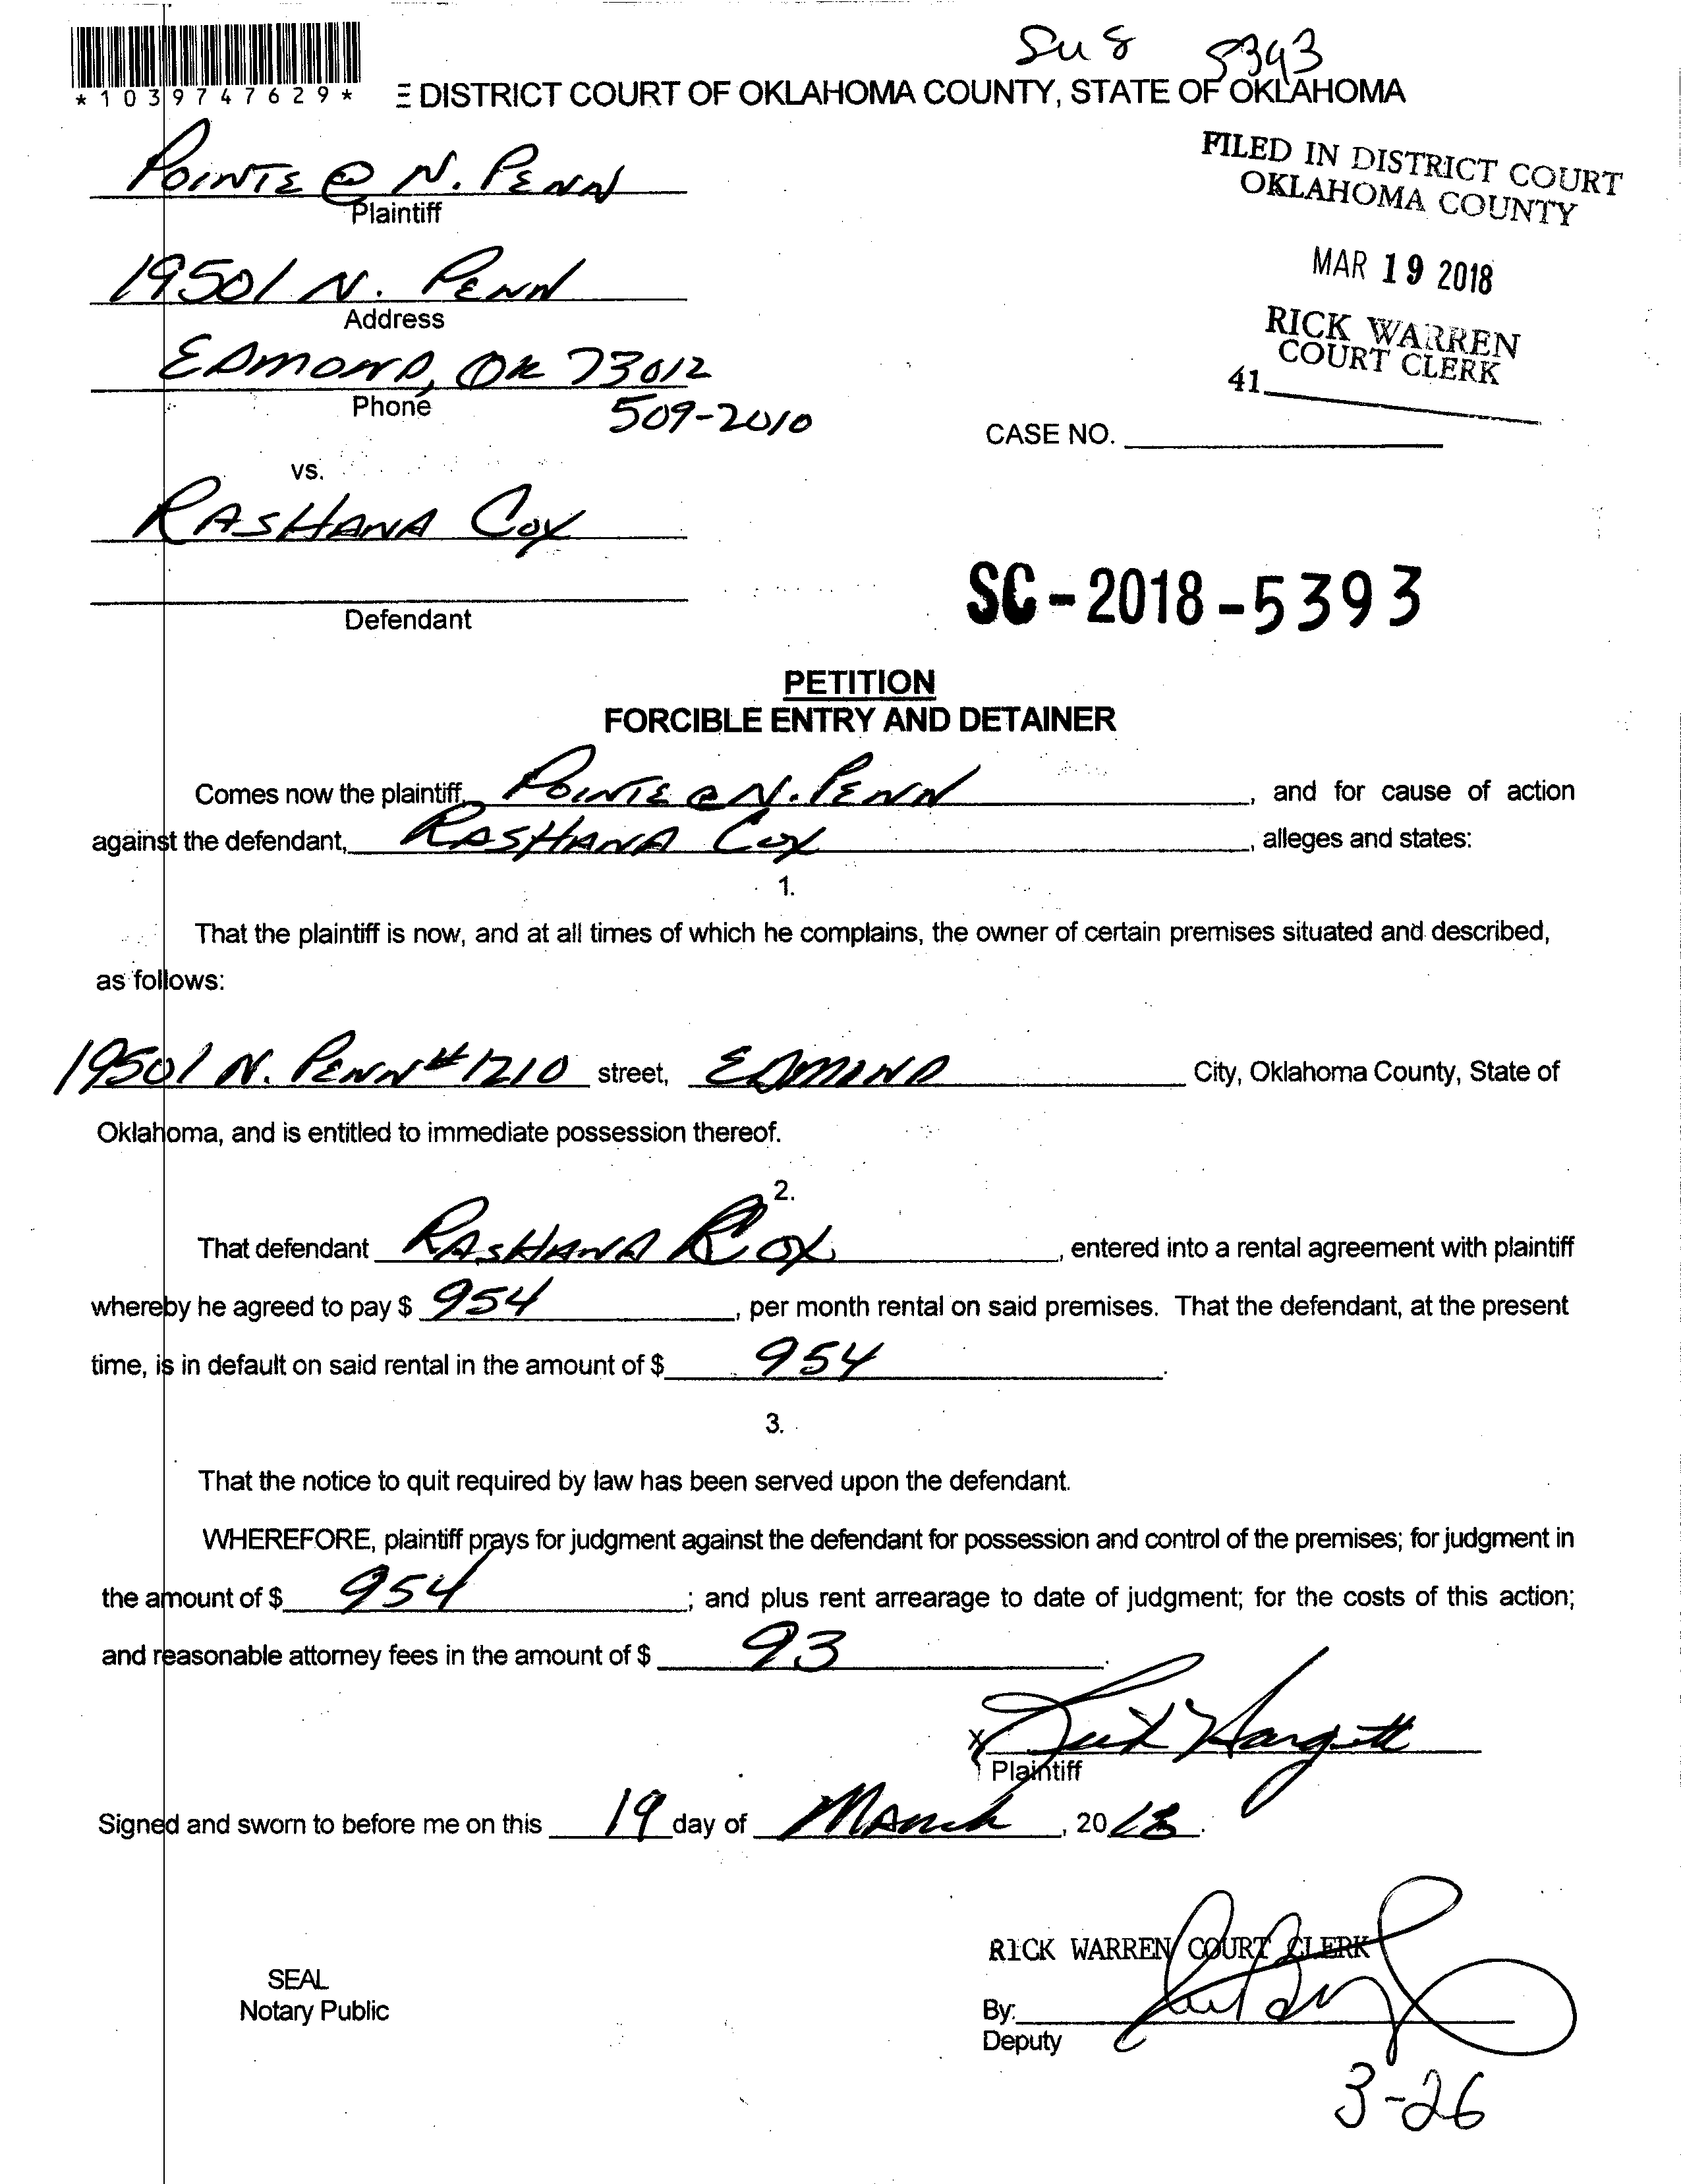 Su 8 5393
*1039747629*
E DISTRICT COURT OF OKLAHOMA COUNTY, STATE OF OKLAHOMA
FILED IN DISTRICT COURT
OKLAHOMA COUNTY
MAR 19 2018
RICK WARREN
COURT CLERK
41
POINTE @ N. PENN
Plaintiff
19501 N. PENN
Address
EDMOND, OK 73012
Phone
509-2010
CASE NO.
vs.
RASHANA COX
Defendant
SC-2018-5393
PETITION
FORCIBLE ENTRY AND DETAINER
Comes now the plaintiff, POINTE @ N. PENN, and for cause of action
against the defendant, RASHANA COX, alleges and states:
1.
That the plaintiff is now, and at all times of which he complains, the owner of certain premises situated and described,
as follows:
19501 N. PENN # 1210 street, EDMIND City, Oklahoma County, State of
Oklahoma, and is entitled to immediate possession thereof.
2.
That defendant RASHANA COX, entered into a rental agreement with plaintiff
whereby he agreed to pay $ 954, per month rental on said premises. That the defendant, at the present
time, is in default on said rental in the amount of $ 954.
3.
That the notice to quit required by law has been served upon the defendant.
WHEREFORE, plaintiff prays for judgment against the defendant for possession and control of the premises; for judgment in
the amount of $ 954; and plus rent arrearage to date of judgment; for the costs of this action;
and reasonable attorney fees in the amount of $ 93.
X Hargett
Plaintiff
Signed and sworn to before me on this 19 day of March, 2018.
RICK WARREN COURT CLERK
SEAL
Notary Public
By:
Deputy
3-26